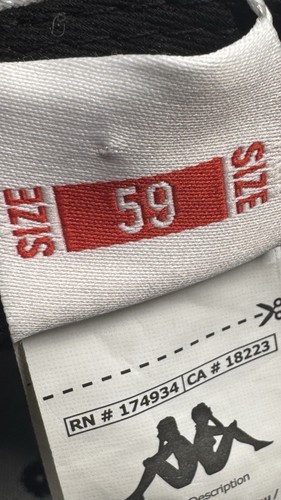 SIZE 59 SIZE
RN # 174934 CA # 18223
Description